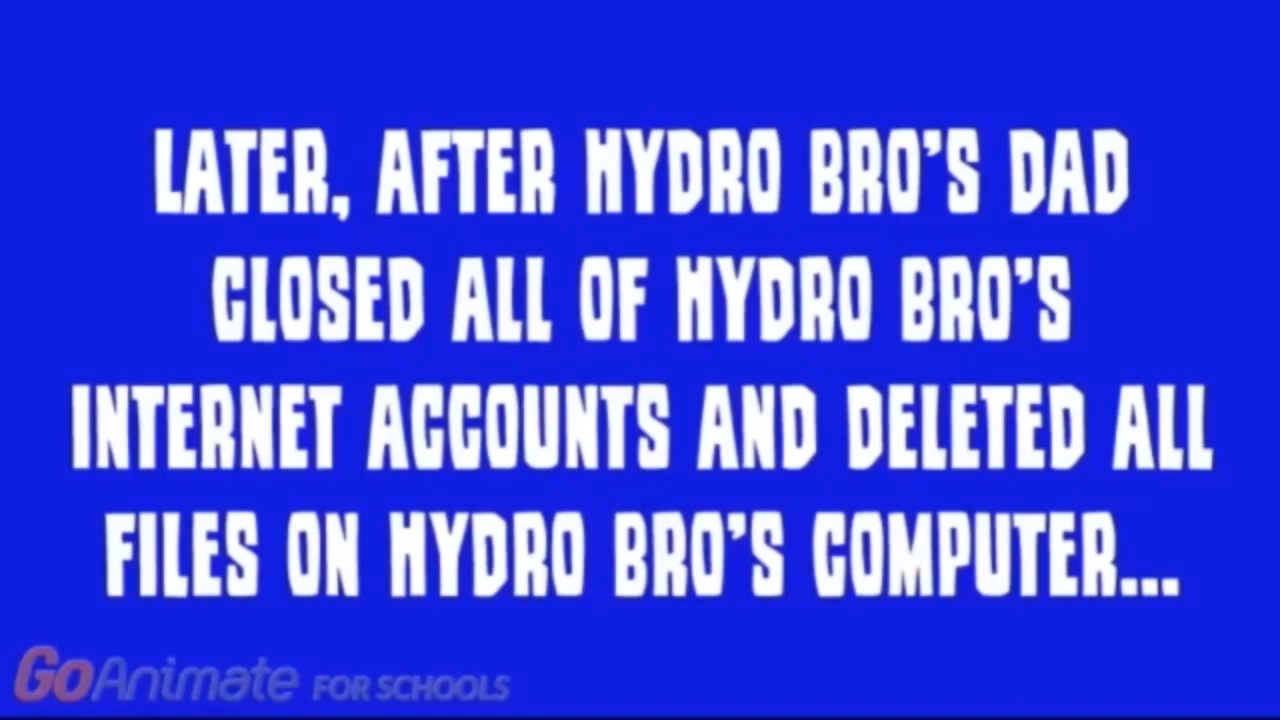 LATER, AFTER HYDRO BRO'S DAD
CLOSED ALL OF HYDRO BRO'S
INTERNET ACCOUNTS AND DELETED ALL
FILES ON HYDRO BRO'S COMPUTER...
GoAnimate FOR SCHOOLS